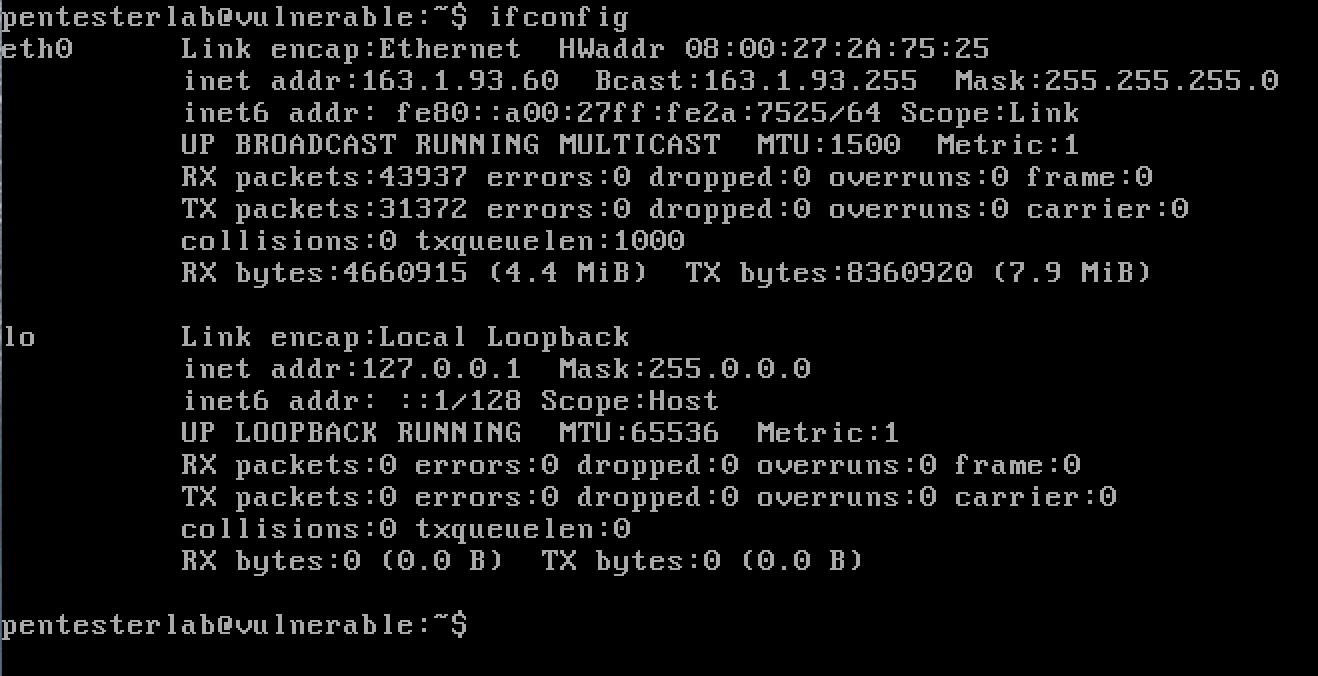 pentesterlab@vulnerable:~$ ifconfig
eth0      Link encap:Ethernet  HWaddr 08:00:27:2A:75:25
          inet addr:163.1.93.60  Bcast:163.1.93.255  Mask:255.255.255.0
          inet6 addr: fe80::a00:27ff:fe2a:7525/64 Scope:Link
          UP BROADCAST RUNNING MULTICAST  MTU:1500  Metric:1
          RX packets:43937 errors:0 dropped:0 overruns:0 frame:0
          TX packets:31372 errors:0 dropped:0 overruns:0 carrier:0
          collisions:0 txqueuelen:1000
          RX bytes:4660915 (4.4 MiB)  TX bytes:8360920 (7.9 MiB)

lo        Link encap:Local Loopback
          inet addr:127.0.0.1  Mask:255.0.0.0
          inet6 addr: ::1/128 Scope:Host
          UP LOOPBACK RUNNING  MTU:65536  Metric:1
          RX packets:0 errors:0 dropped:0 overruns:0 frame:0
          TX packets:0 errors:0 dropped:0 overruns:0 carrier:0
          collisions:0 txqueuelen:0
          RX bytes:0 (0.0 B)  TX bytes:0 (0.0 B)

pentesterlab@vulnerable:~$